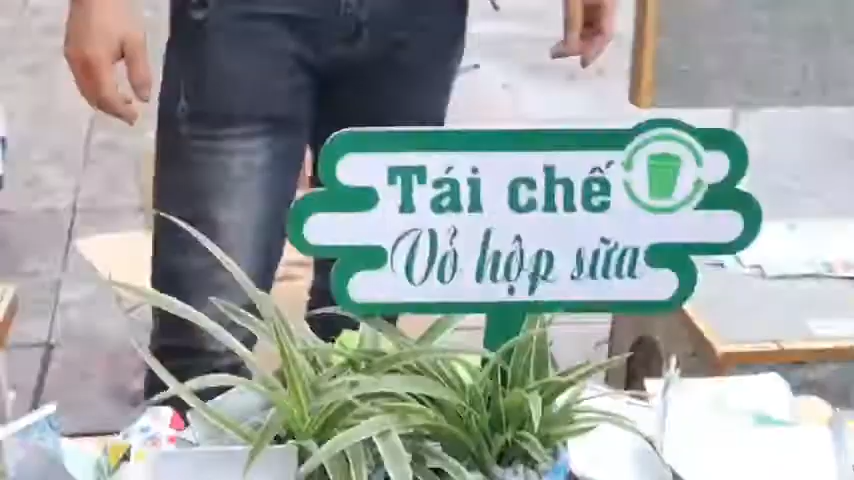 Tái chế
Vỏ hộp sữa